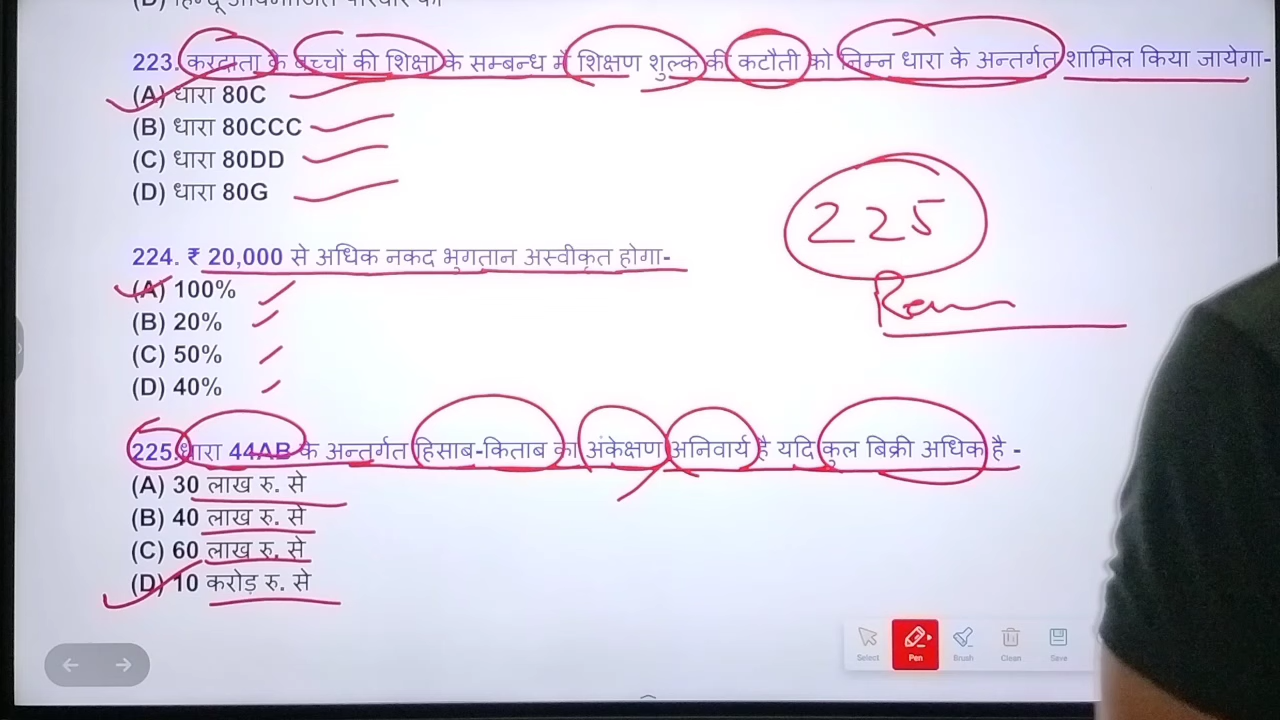 223. करदाता के बच्चों की शिक्षा के सम्बन्ध में शिक्षण शुल्क की कटौती को निम्न धारा के अन्तर्गत शामिल किया जायेगा-
(A) धारा 80C
(B) धारा 80CCC
(C) धारा 80DD
(D) धारा 80G
225
224. ₹ 20,000 से अधिक नकद भुगतान अस्वीकृत होगा-
(A) 100%
(B) 20%
(C) 50%
(D) 40%
225. धारा 44AB के अन्तर्गत हिसाब-किताब का अंकेक्षण अनिवार्य है यदि कुल बिक्री अधिक है -
(A) 30 लाख रु. से
(B) 40 लाख रु. से
(C) 60 लाख रु. से
(D) 10 करोड़ रु. से
Select Pen Brush Clean Save